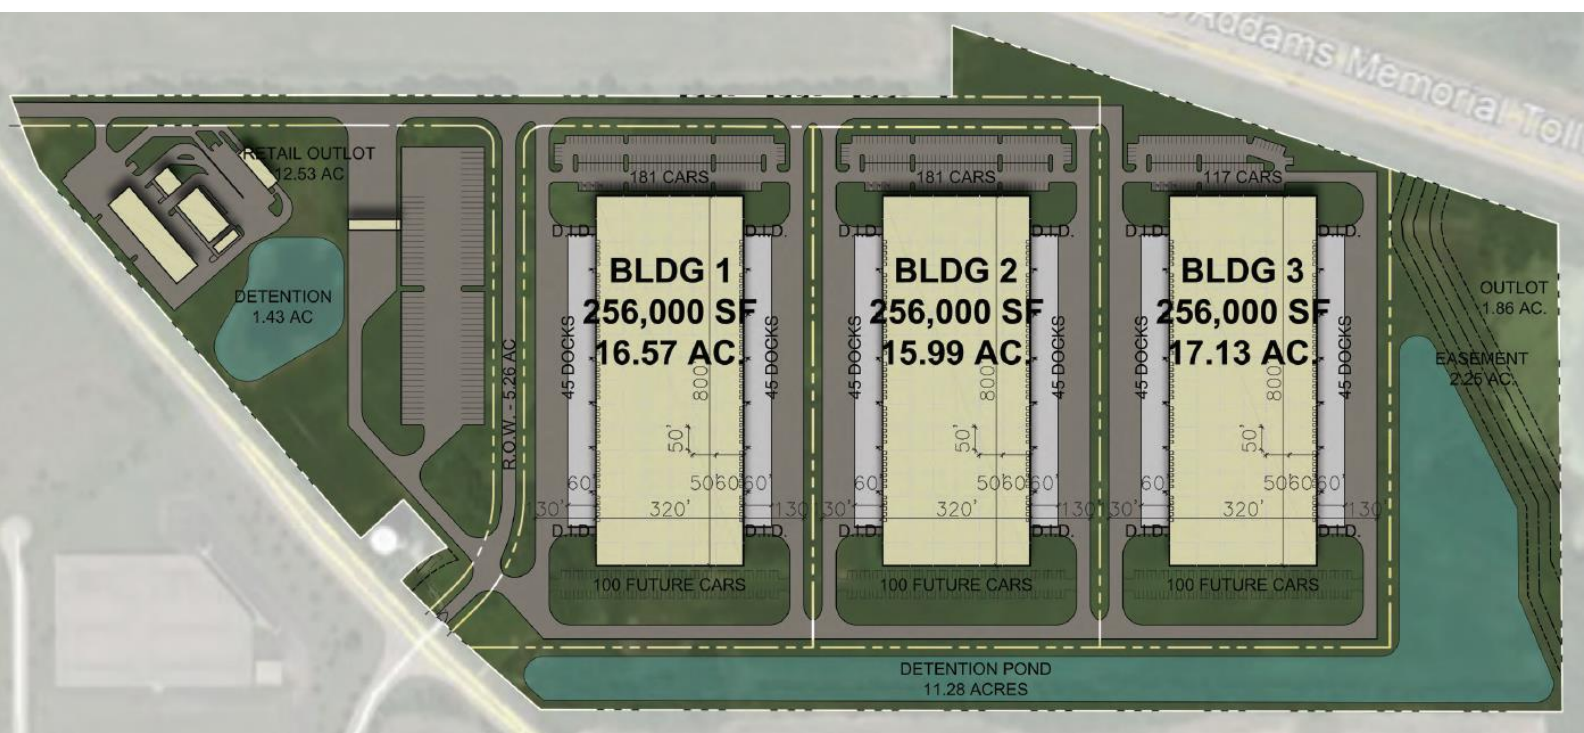 Addams Memorial Toll
RETAIL OUTLOT
12.53 AC
DETENTION
1.43 AC
R.O.W. - 5.26 AC
181 CARS
D.I.D.
D.I.D.
BLDG 1
256,000 SF
16.57 AC.
45 DOCKS
45 DOCKS
800'
50'
60'
50'
60'
60'
130'
320'
130'
D.I.D.
D.I.D.
100 FUTURE CARS
181 CARS
D.I.D.
D.I.D.
BLDG 2
256,000 SF
15.99 AC.
45 DOCKS
45 DOCKS
800'
50'
60'
50'
60'
60'
130'
320'
130'
D.I.D.
D.I.D.
100 FUTURE CARS
117 CARS
D.I.D.
D.I.D.
BLDG 3
256,000 SF
17.13 AC.
45 DOCKS
45 DOCKS
800'
50'
60'
50'
60'
60'
130'
320'
130'
D.I.D.
D.I.D.
100 FUTURE CARS
OUTLOT
1.86 AC.
EASEMENT
2.25 AC.
DETENTION POND
11.28 ACRES